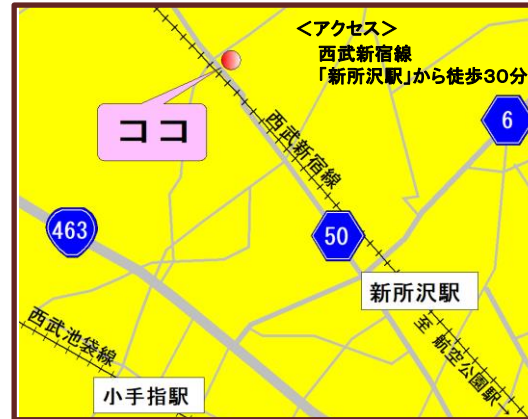 ＜アクセス＞
西武新宿線
「新所沢駅」から徒歩30分
ココ
6
西武新宿線
463
50
新所沢駅
西武池袋線
至 航空公園駅
小手指駅